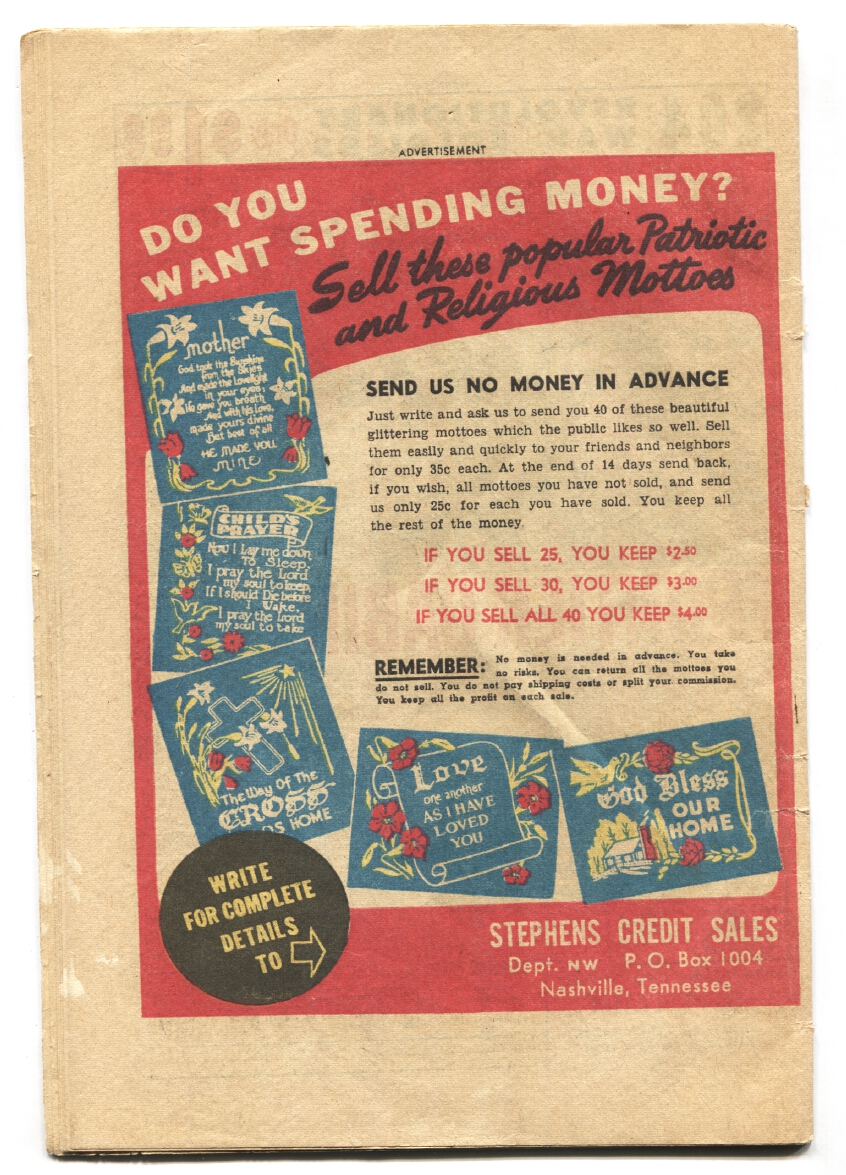 ADVERTISEMENT
DO YOU
WANT SPENDING MONEY?
Sell these popular Patriotic
and Religious Mottoes
mother
God took the Sunshine
from the Skies
And made the Lovelight
in your eyes;
He gave you breath
And with his Love,
made yours divine
But best of all
HE MADE YOU
MINE
SEND US NO MONEY IN ADVANCE
Just write and ask us to send you 40 of these beautiful
glittering mottoes which the public likes so well. Sell
them easily and quickly to your friends and neighbors
for only 35c each. At the end of 14 days send back,
if you wish, all mottoes you have not sold, and send
us only 25c for each you have sold. You keep all
the rest of the money.
IF YOU SELL 25, YOU KEEP $2.50
IF YOU SELL 30, YOU KEEP $3.00
IF YOU SELL ALL 40 YOU KEEP $4.00
CHILD'S
PRAYER
Now I Lay me down
To Sleep,
I pray the Lord
my soul to keep
If I should Die before
I Wake.
I pray the Lord
my soul to take
REMEMBER: No money is needed in advance. You take
no risks. You can return all the mottoes you
do not sell. You do not pay shipping costs or split your commission.
You keep all the profit on each sale.
The Way Of The
CROSS
DS HOME
Love
one another
AS I HAVE
LOVED
YOU
God Bless
OUR
HOME
WRITE
FOR COMPLETE
DETAILS
TO
STEPHENS CREDIT SALES
Dept. NW P. O. Box 1004
Nashville, Tennessee